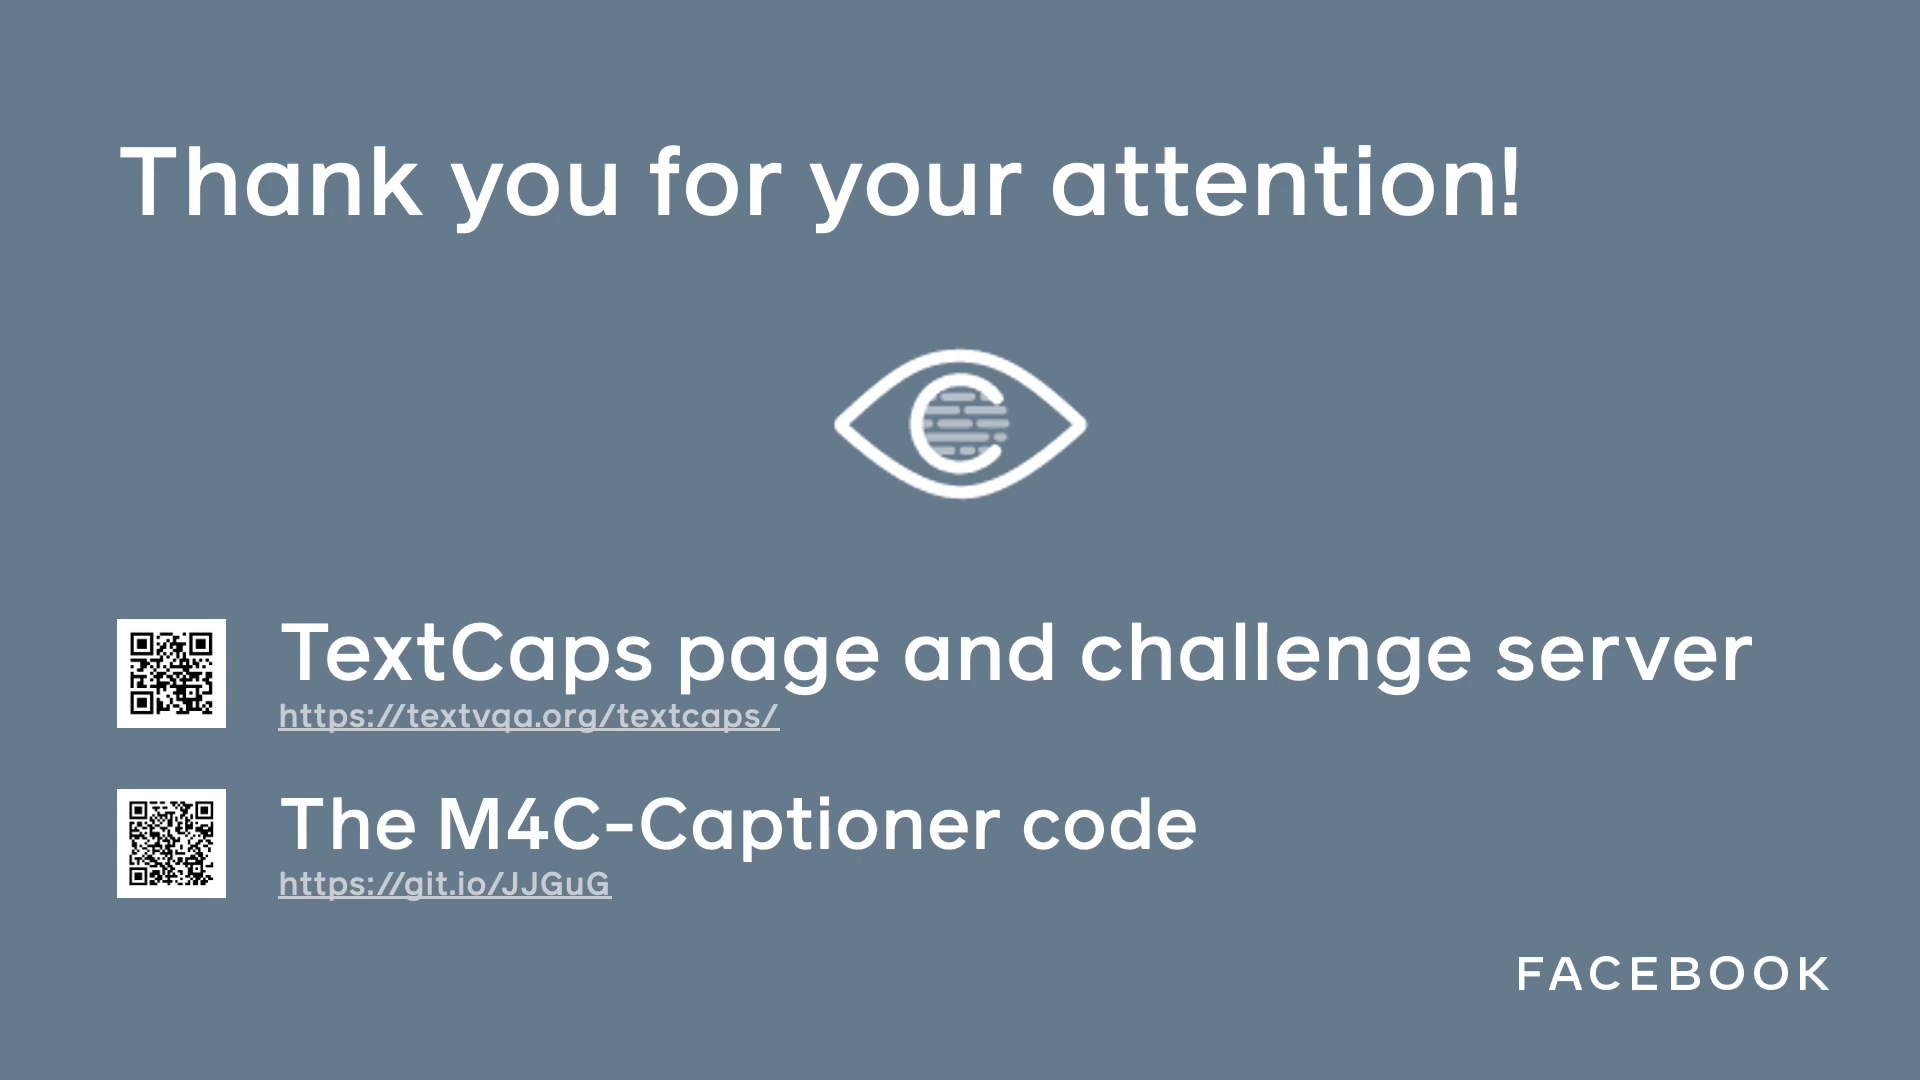 Thank you for your attention!
TextCaps page and challenge server
https://textvqa.org/textcaps/
The M4C-Captioner code
https://git.io/JJGuG
FACEBOOK